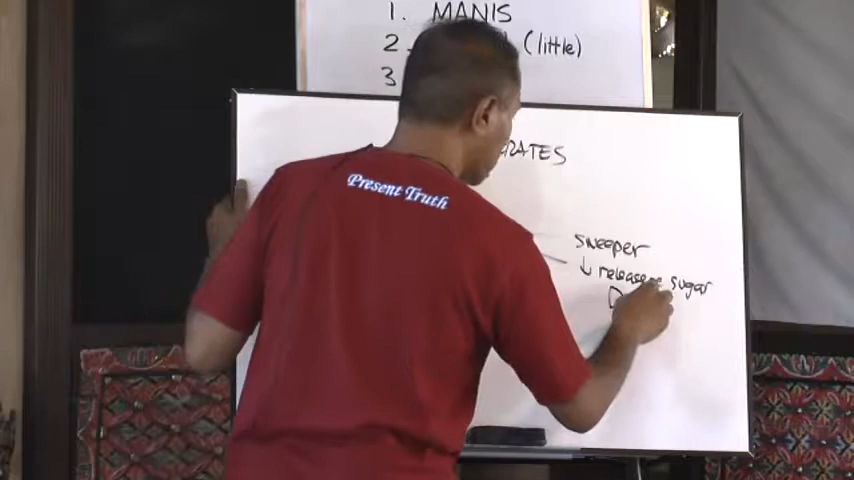 1. MANIS
2. (little)
3
RATES
Present Truth
sweeper
↓ release sugar
D